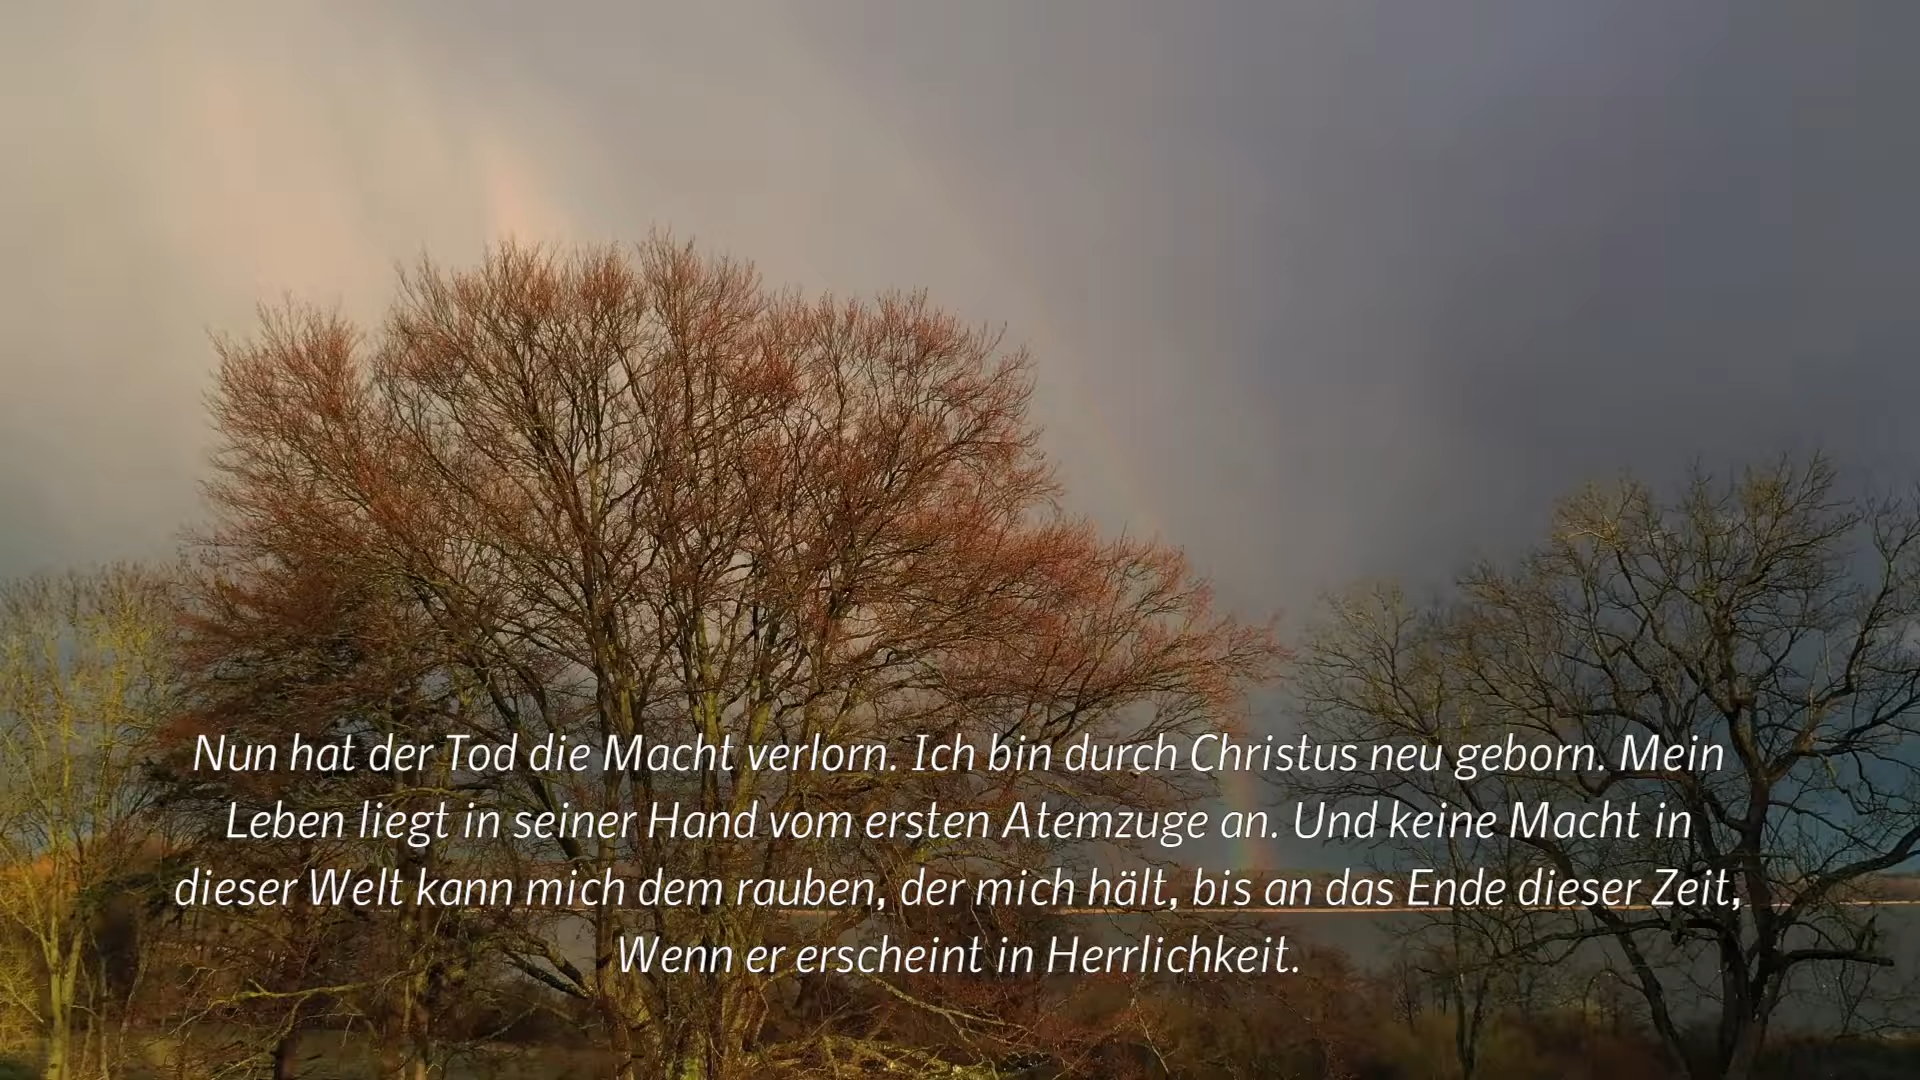 Nun hat der Tod die Macht verlorn. Ich bin durch Christus neu geborn. Mein
Leben liegt in seiner Hand vom ersten Atemzuge an. Und keine Macht in
dieser Welt kann mich dem rauben, der mich hält, bis an das Ende dieser Zeit,
Wenn er erscheint in Herrlichkeit.